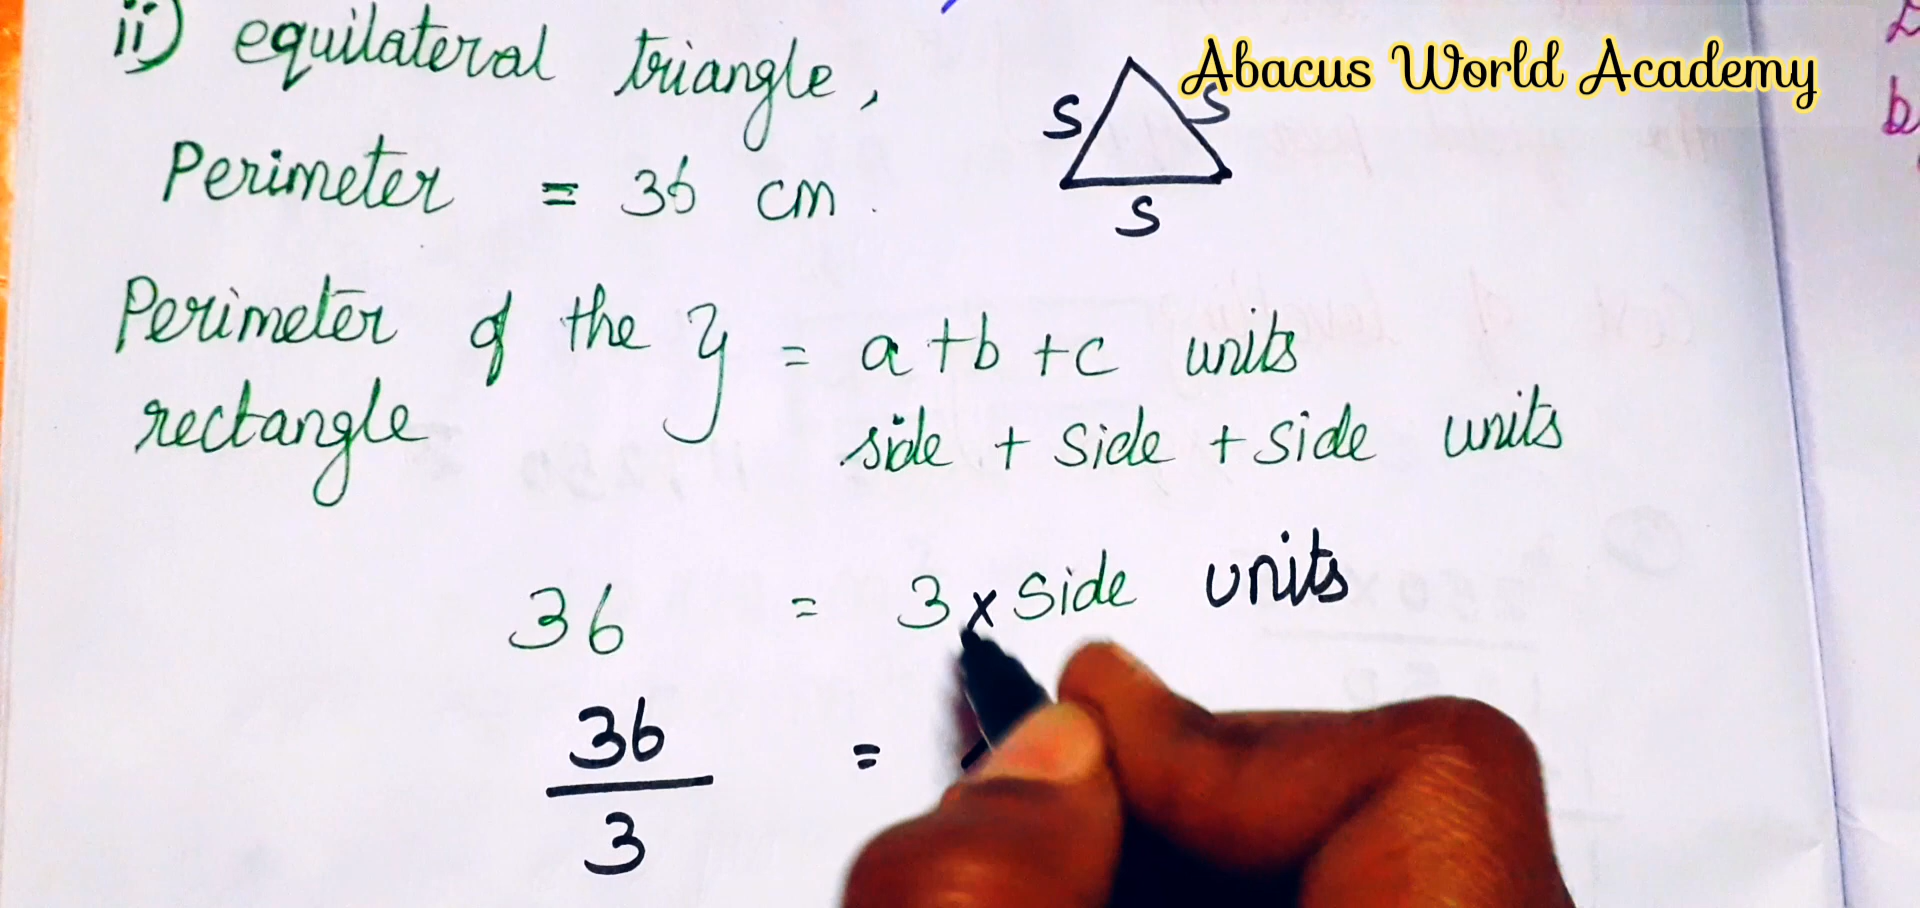 ii) equilateral triangle,
Abacus World Academy
S S
S
Perimeter = 36 cm.
Perimeter of the } = a + b + c units
rectangle side + side + side units
36 = 3 x side units
36
3 =
b